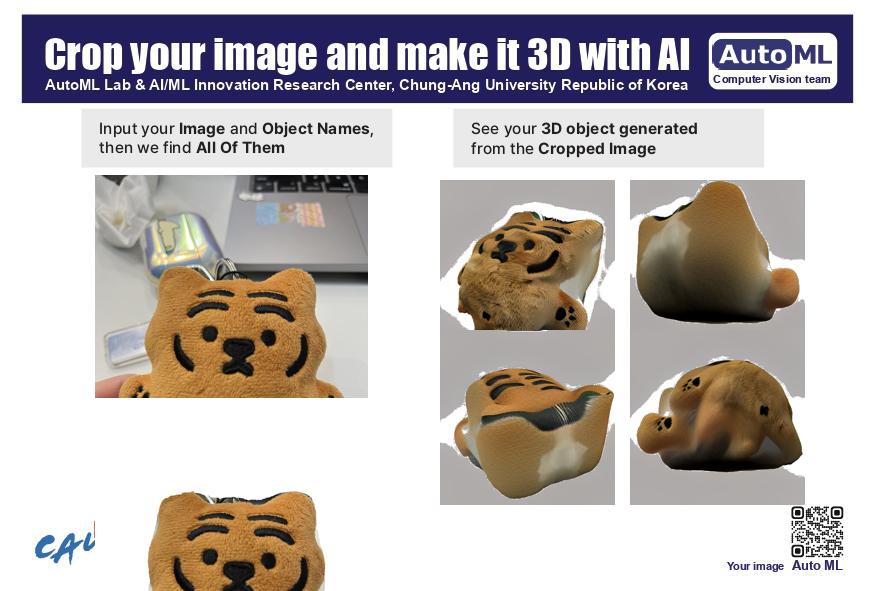 Crop your image and make it 3D with AI
AutoML Lab & AI/ML Innovation Research Center, Chung-Ang University Republic of Korea
AutoML
Computer Vision team
Input your Image and Object Names,
then we find All Of Them
See your 3D object generated
from the Cropped Image
CAU
Your image Auto ML